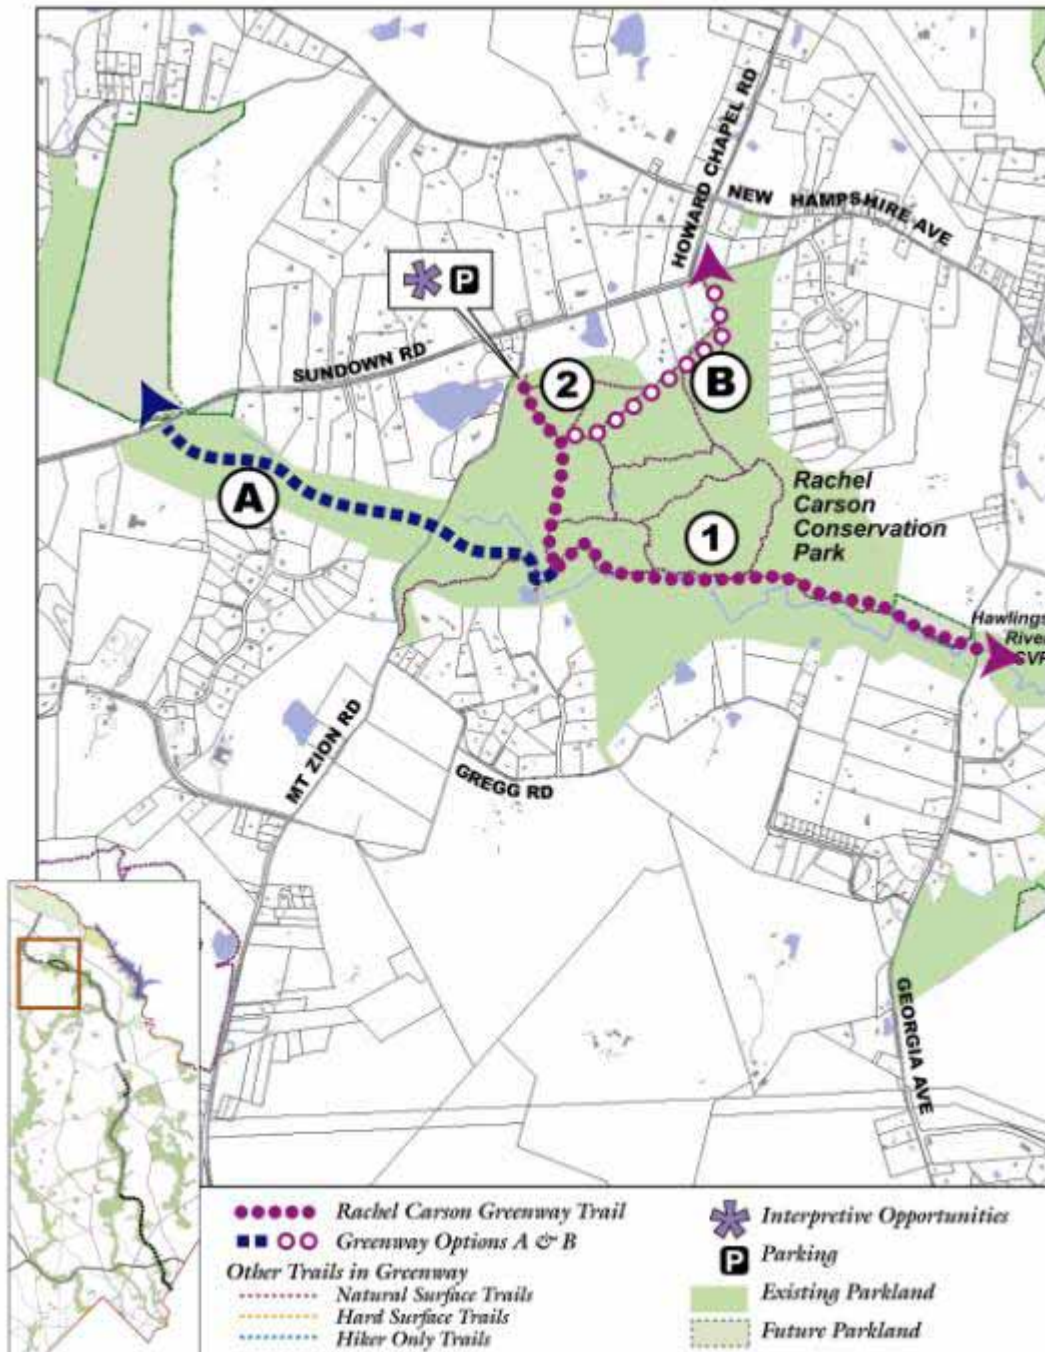 HOWARD CHAPEL RD
NEW HAMPSHIRE AVE
P
SUNDOWN RD
2
B
A
Rachel
Carson
Conservation
Park
1
Hawlings
River
SVP
MT ZION RD
GREGG RD
GEORGIA AVE
Rachel Carson Greenway Trail
Greenway Options A & B
Other Trails in Greenway
Natural Surface Trails
Hard Surface Trails
Hiker Only Trails
Interpretive Opportunities
P Parking
Existing Parkland
Future Parkland